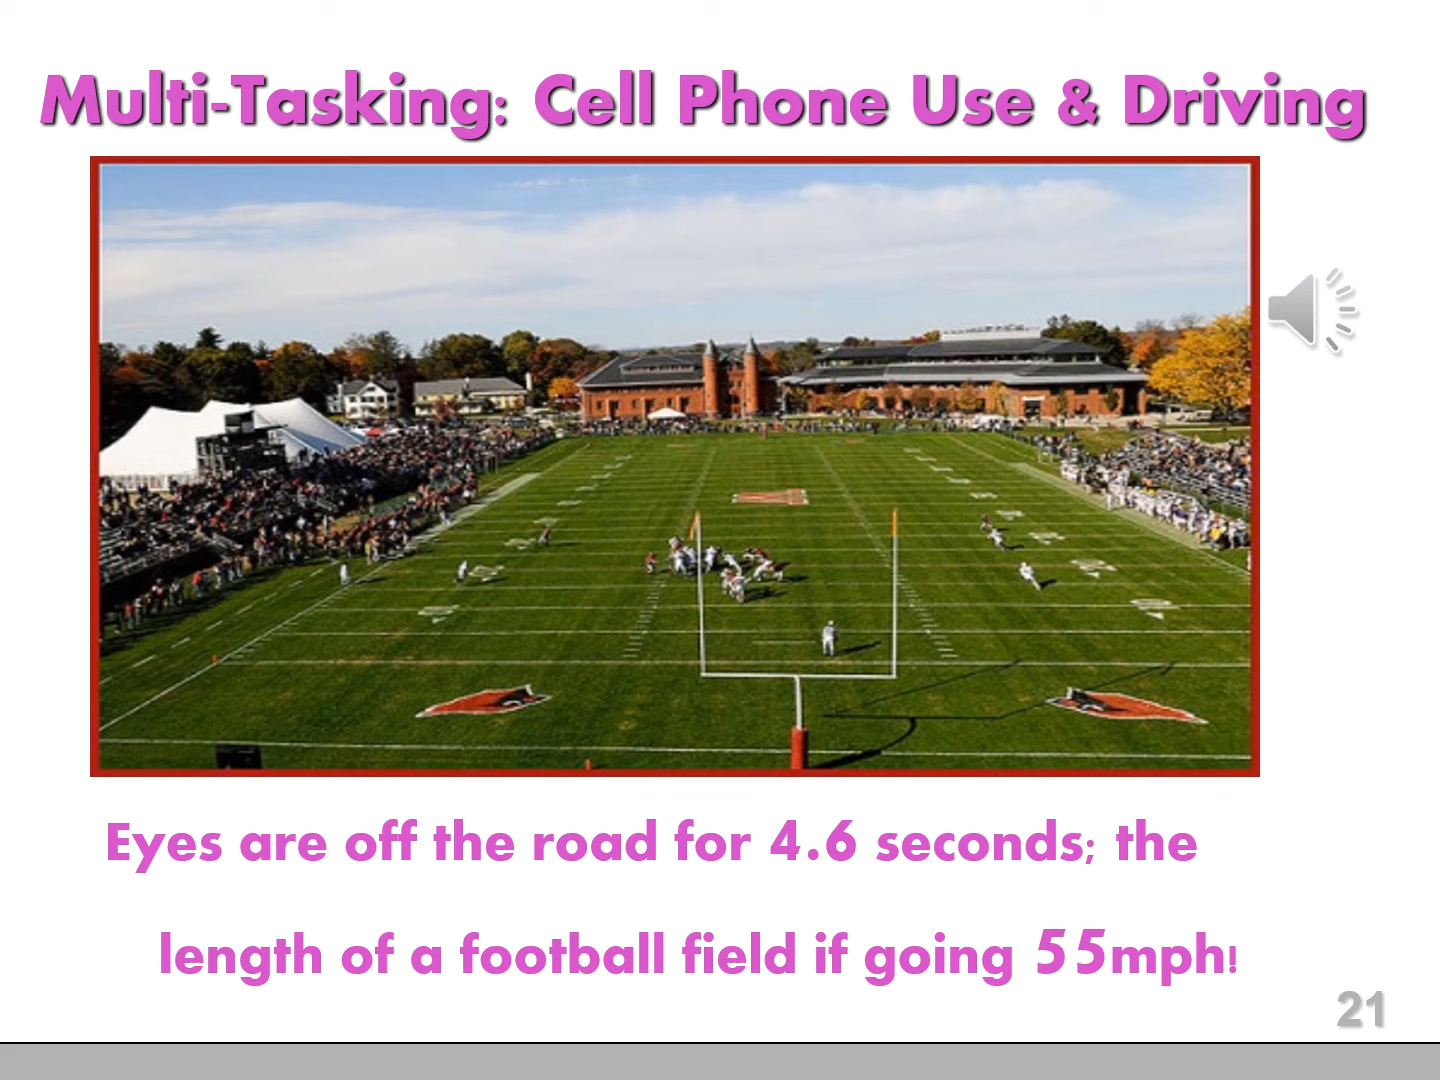 Multi-Tasking: Cell Phone Use & Driving
Eyes are off the road for 4.6 seconds; the
length of a football field if going 55mph!
21